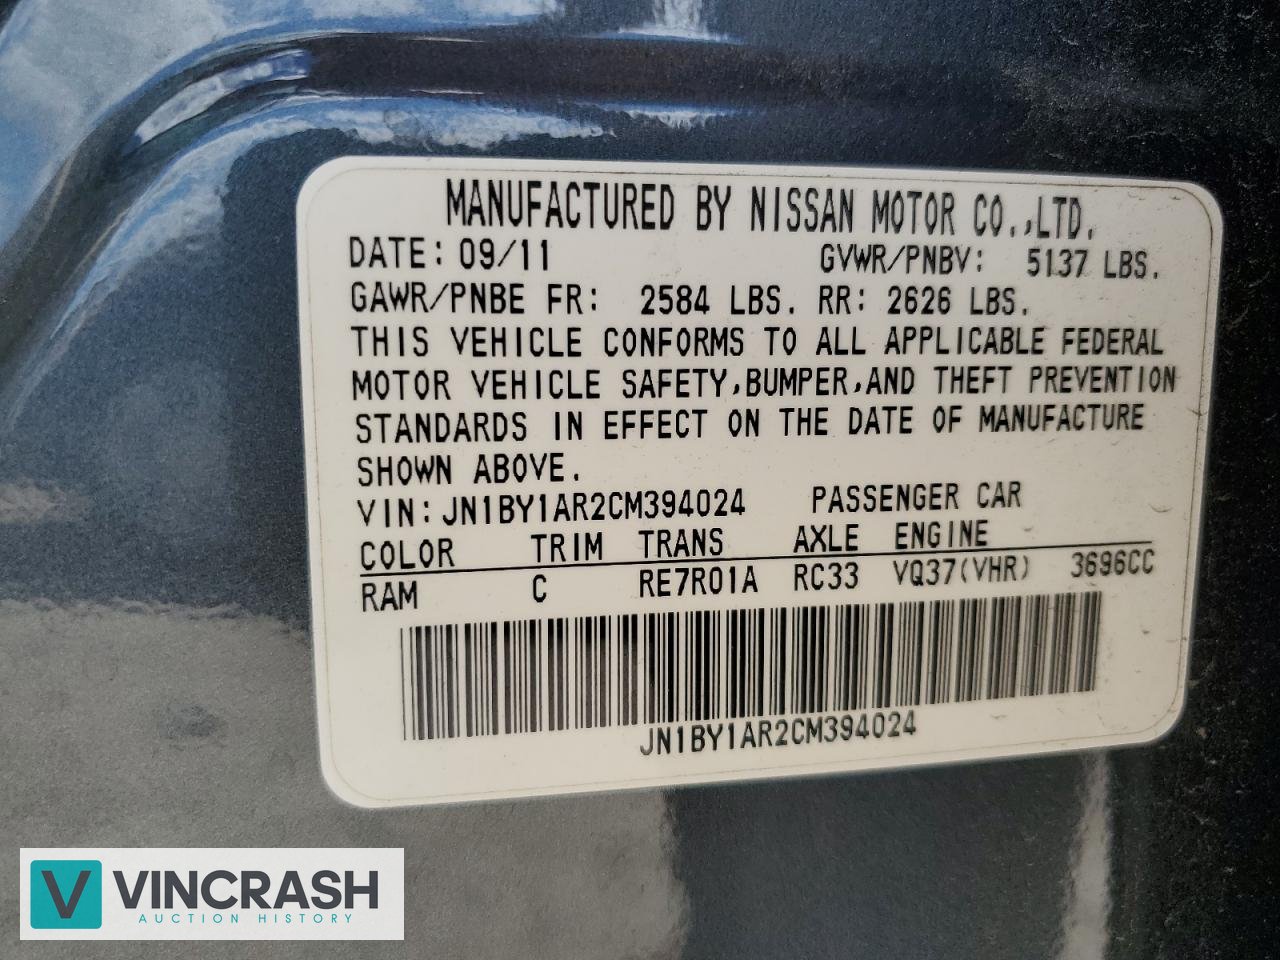 MANUFACTURED BY NISSAN MOTOR CO.,LTD.
DATE: 09/11 GVWR/PNBV: 5137 LBS.
GAWR/PNBE FR: 2584 LBS. RR: 2626 LBS.
THIS VEHICLE CONFORMS TO ALL APPLICABLE FEDERAL
MOTOR VEHICLE SAFETY,BUMPER,AND THEFT PREVENTION
STANDARDS IN EFFECT ON THE DATE OF MANUFACTURE
SHOWN ABOVE.
VIN: JN1BY1AR2CM394024 PASSENGER CAR
COLOR TRIM TRANS AXLE ENGINE
RAM C RE7R01A RC33 VQ37(VHR) 3696CC
JN1BY1AR2CM394024
V VINCRASH
AUCTION HISTORY